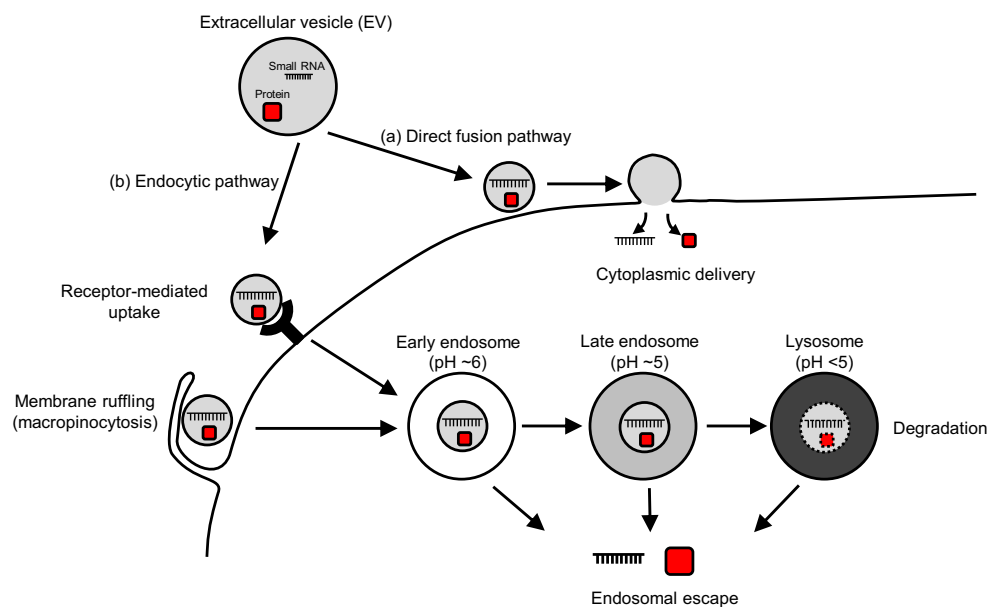 Extracellular vesicle (EV)
Small RNA
Protein
(a) Direct fusion pathway
(b) Endocytic pathway
Cytoplasmic delivery
Receptor-mediated
uptake
Early endosome
(pH ~6)
Late endosome
(pH ~5)
Lysosome
(pH <5)
Membrane ruffling
(macropinocytosis)
Degradation
Endosomal escape